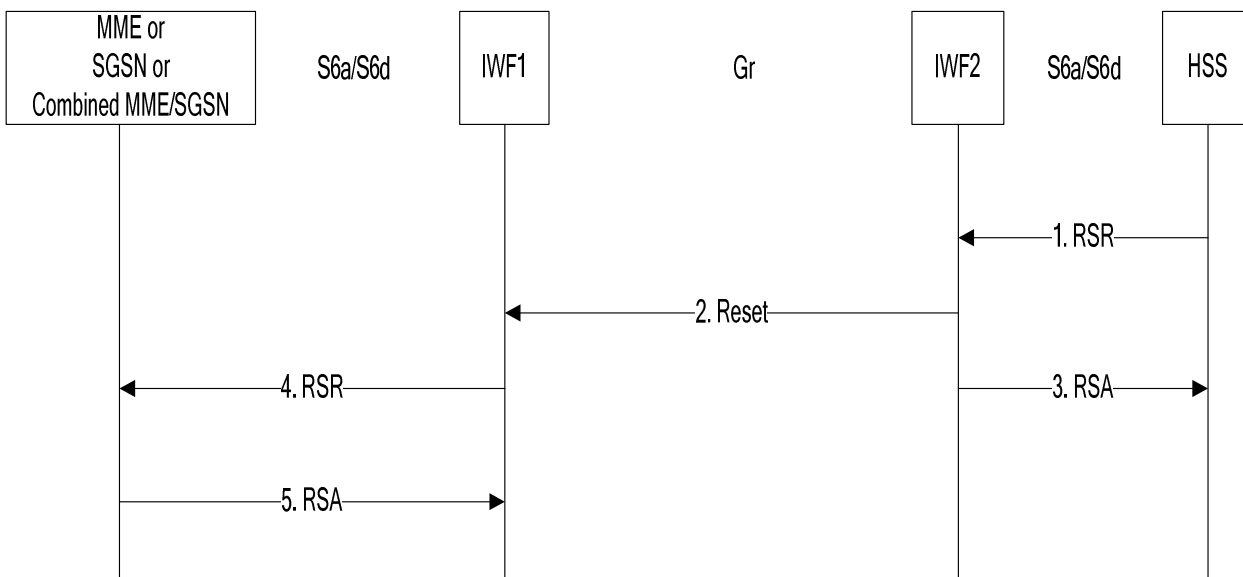 MME or
SGSN or
Combined MME/SGSN
S6a/S6d
IWF1
Gr
IWF2
S6a/S6d
HSS
1. RSR
2. Reset
4. RSR
3. RSA
5. RSA